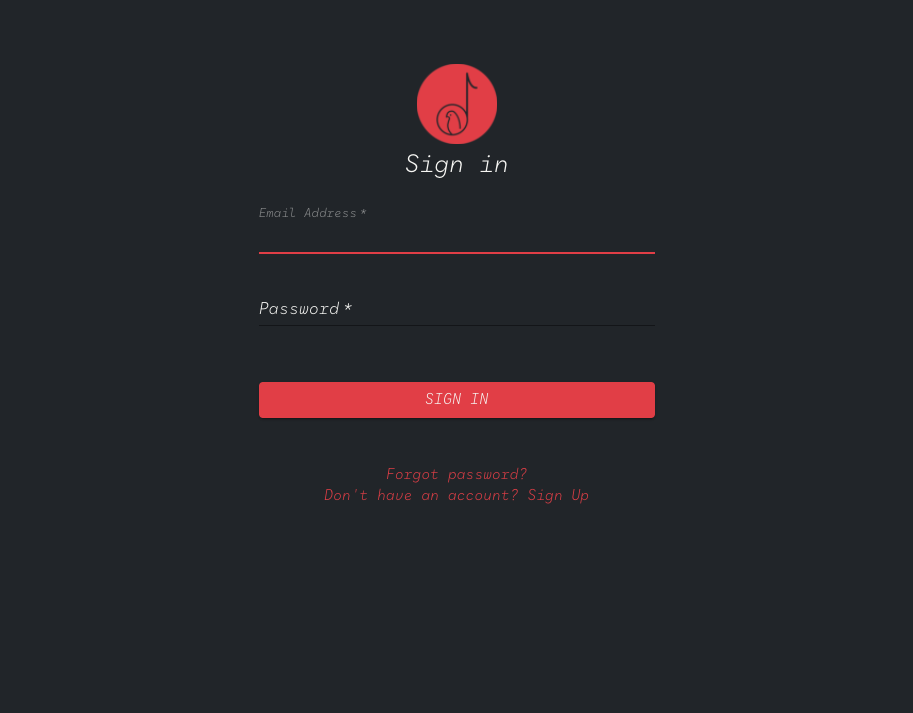 Sign in
Email Address *
Password *
SIGN IN
Forgot password?
Don't have an account? Sign Up